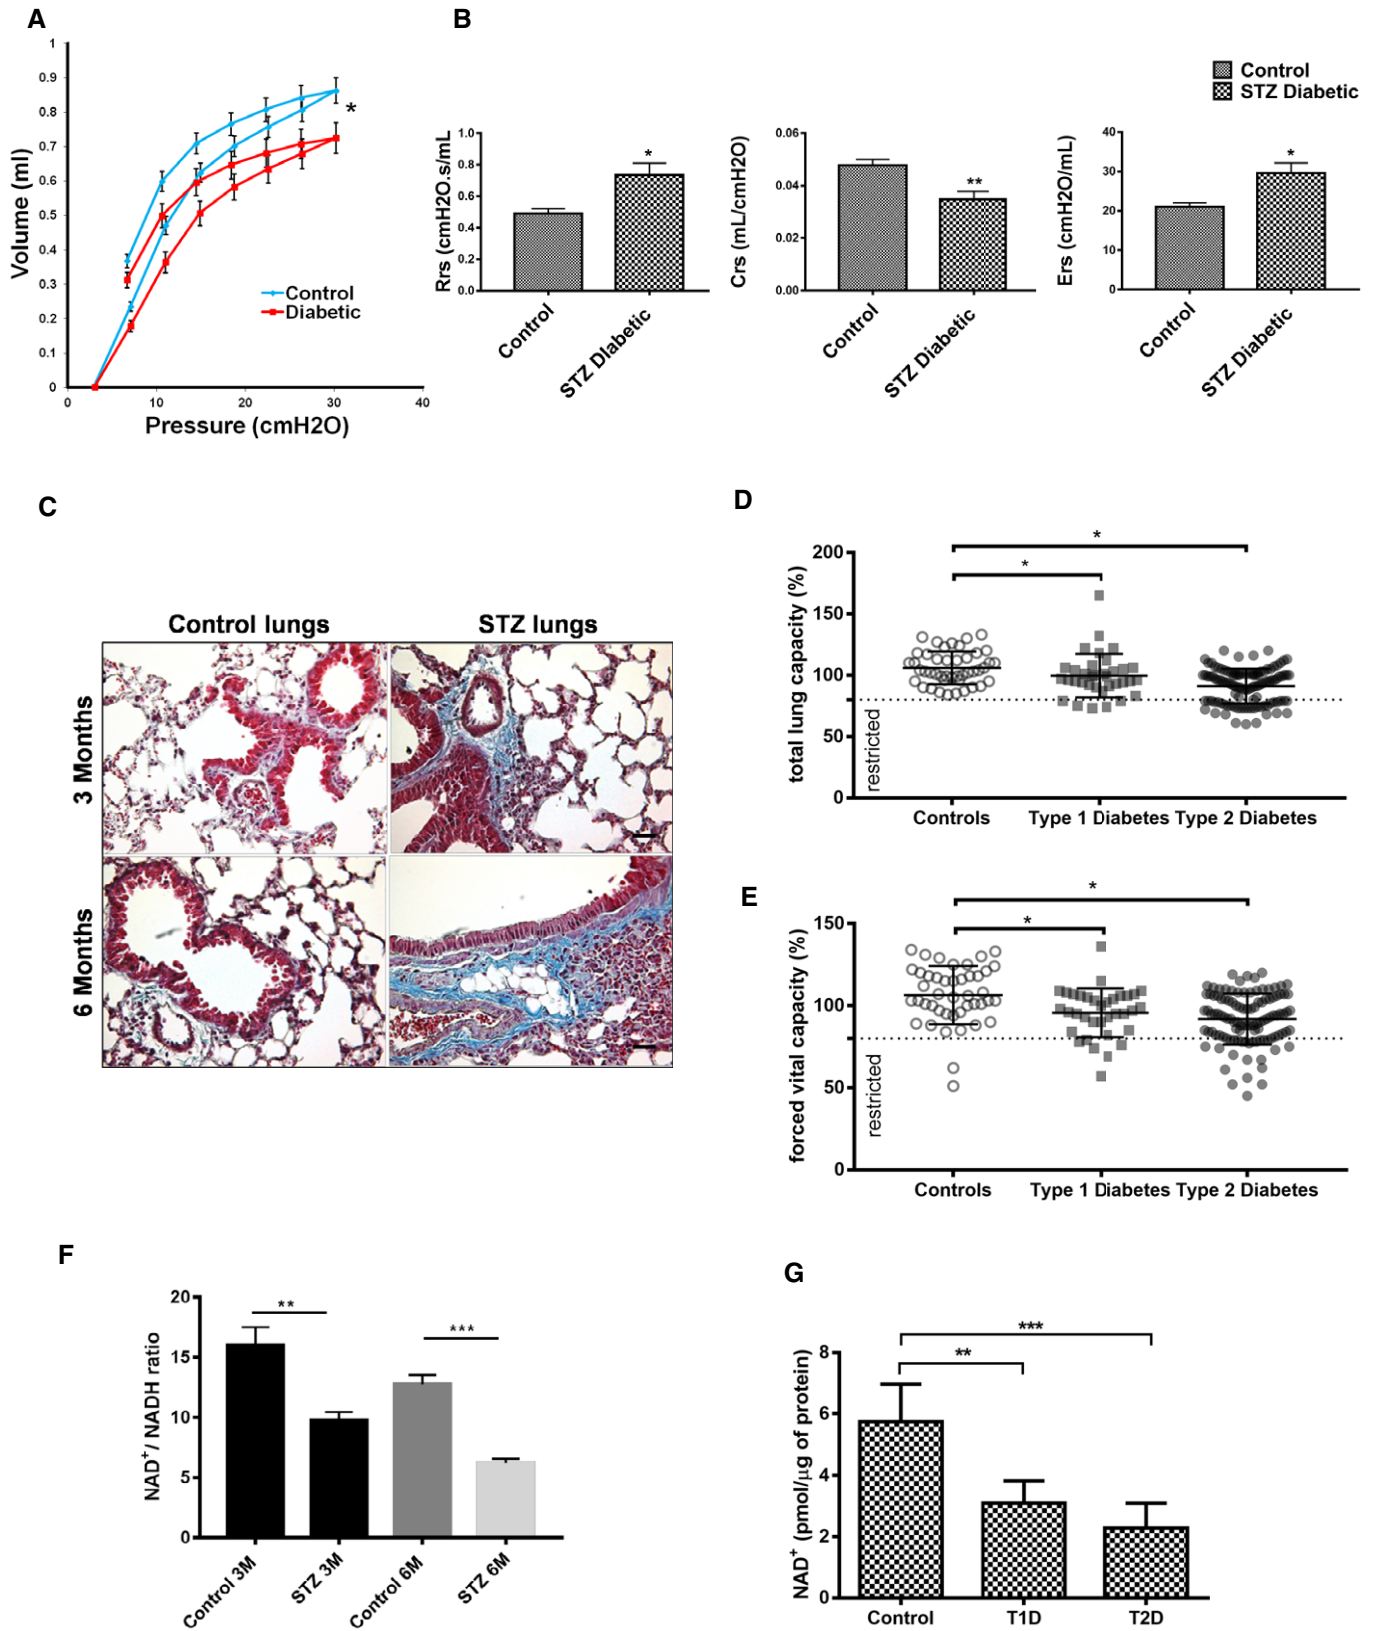 A
Volume (ml)
1
0.9
0.8
0.7
0.6
0.5
0.4
0.3
0.2
0.1
0
0 10 20 30 40
Pressure (cmH2O)
*
Control
Diabetic
B
Control
STZ Diabetic
Rrs (cmH2O.s/mL
1.0
0.8
0.6
0.4
0.2
0.0
*
Control
STZ DIabetic
Crs (mL/cmH2O)
0.06
0.04
0.02
0.00
**
Control
STZ Diabetic
Ers (cmH2O/mL)
40
30
20
10
0
*
Control
STZ Diabetic
C
Control lungs STZ lungs
3 Months
6 Months
D
total lung capacity (%)
200
150
100
50
0
restricted
*
*
Controls Type 1 Diabetes Type 2 Diabetes
E
forced vital capacity (%)
150
100
50
0
restricted
*
*
Controls Type 1 Diabetes Type 2 Diabetes
F
NAD+/ NADH ratio
20
15
10
5
0
**
***
Control 3M
STZ 3M
Control 6M
STZ 6M
G
NAD+ (pmol/µg of protein)
8
6
4
2
0
***
**
Control T1D T2D